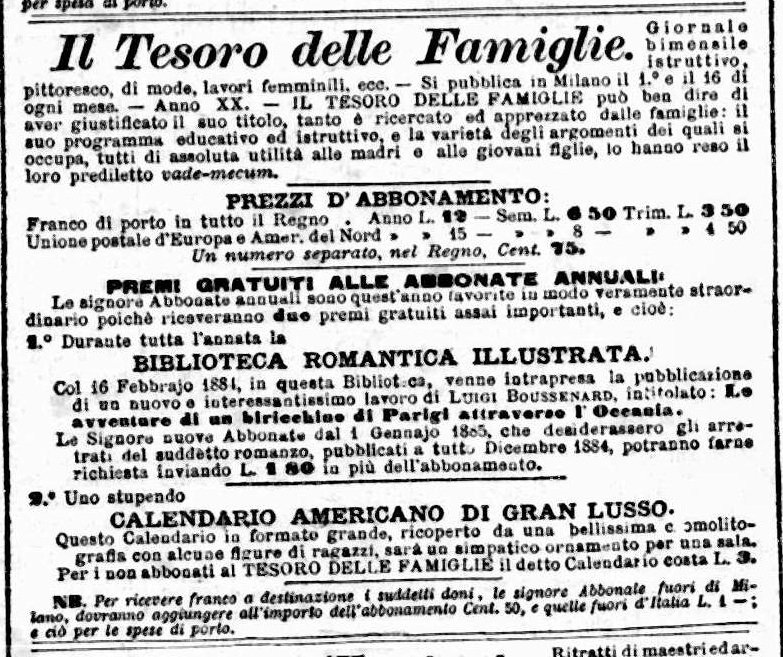 per spesa di porto.
Il Tesoro delle Famiglie. Giornale
bimensile
istruttivo,
pittoresco, di mode, lavori femminili, ecc. — Si pubblica in Milano il 1.° e il 16 di
ogni mese. — Anno XX. — IL TESORO DELLE FAMIGLIE può ben dire di
aver giustificato il suo titolo, tanto è ricercato ed apprezzato dalle famiglie: il
suo programma educativo ed istruttivo, e la varietà degli argomenti dei quali si
occupa, tutti di assoluta utilità alle madri e alle giovani figlie, lo hanno reso il
loro prediletto vade-mecum.
PREZZI D'ABBONAMENTO:
Franco di porto in tutto il Regno . Anno L. 12 — Sem. L. 6 50 Trim. L. 3 50
Unione postale d'Europa e Amer. del Nord » » 15 — » » 8 — » » 4 50
Un numero separato, nel Regno, Cent. 75.
PREMI GRATUITI ALLE ABBONATE ANNUALI:
Le signore Abbonate annuali sono quest'anno favorite in modo veramente straor-
dinario poichè riceveranno due premi gratuiti assai importanti, e cioè:
1.° Durante tutta l'annata la
BIBLIOTECA ROMANTICA ILLUSTRATA.
Col 16 Febbrajo 1884, in questa Biblioteca, venne intrapresa la pubblicazione
di un nuovo e interessantissimo lavoro di LUIGI BOUSSENARD, intitolato: Le
avventure di un biricchino di Parigi attraverso l'Oceania.
Le Signore nuove Abbonate dal 1 Gennajo 1885, che desiderassero gli arre-
trati del suddetto romanzo, pubblicati a tutto Dicembre 1884, potranno farne
richiesta inviando L. 1 80 in più dell'abbonamento.
2.° Uno stupendo
CALENDARIO AMERICANO DI GRAN LUSSO.
Questo Calendario in formato grande, ricoperto da una bellissima c omolito-
grafia con alcune figure di ragazzi, sarà un simpatico ornamento per una sala.
Per i non abbonati al TESORO DELLE FAMIGLIE il detto Calendario costa L. 3.
NB. Per ricevere franco a destinazione i suddetti doni, le signore Abbonate fuori di Mi-
lano, dovranno aggiungere all'importo dell'abbonamento Cent. 50, e quelle fuori d'Italia L. 1 —;
e ciò per le spese di porto.
Ritratti di maestri ed ar-